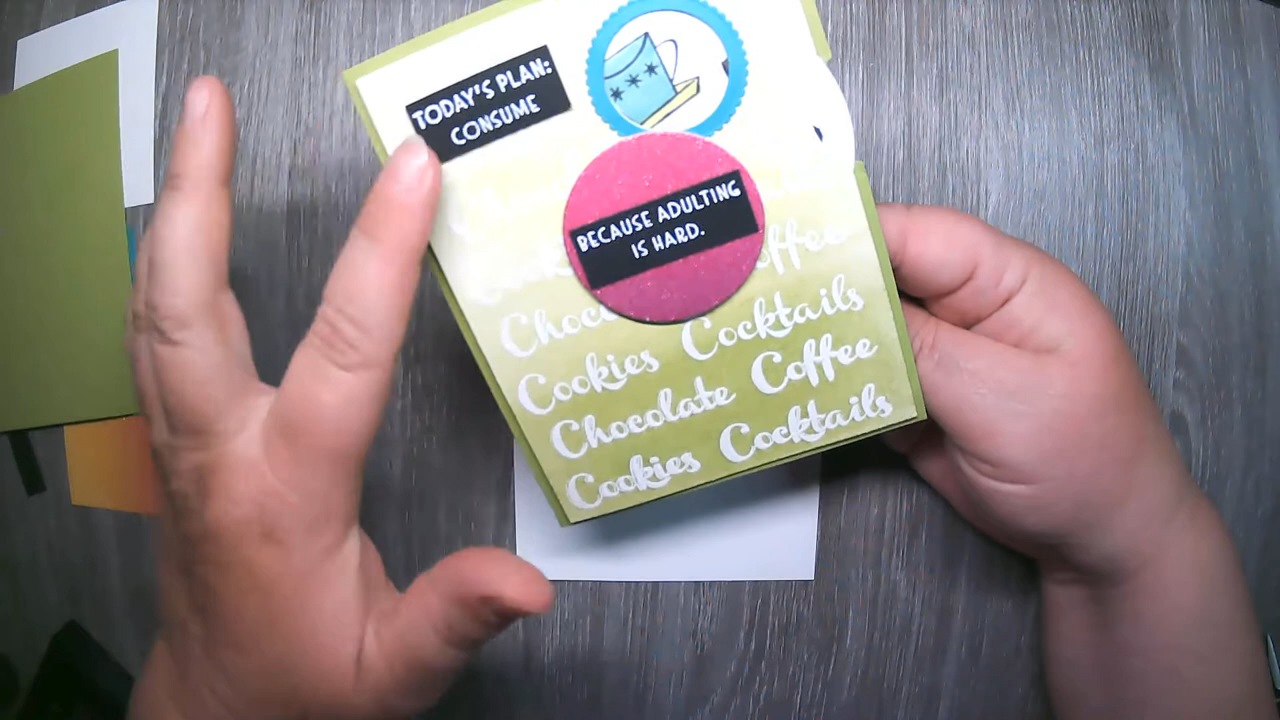 TODAY'S PLAN:
CONSUME
BECAUSE ADULTING
IS HARD.
Coffee
Cocktails
Cookies
Chocolate Coffee
Cookies Cocktails